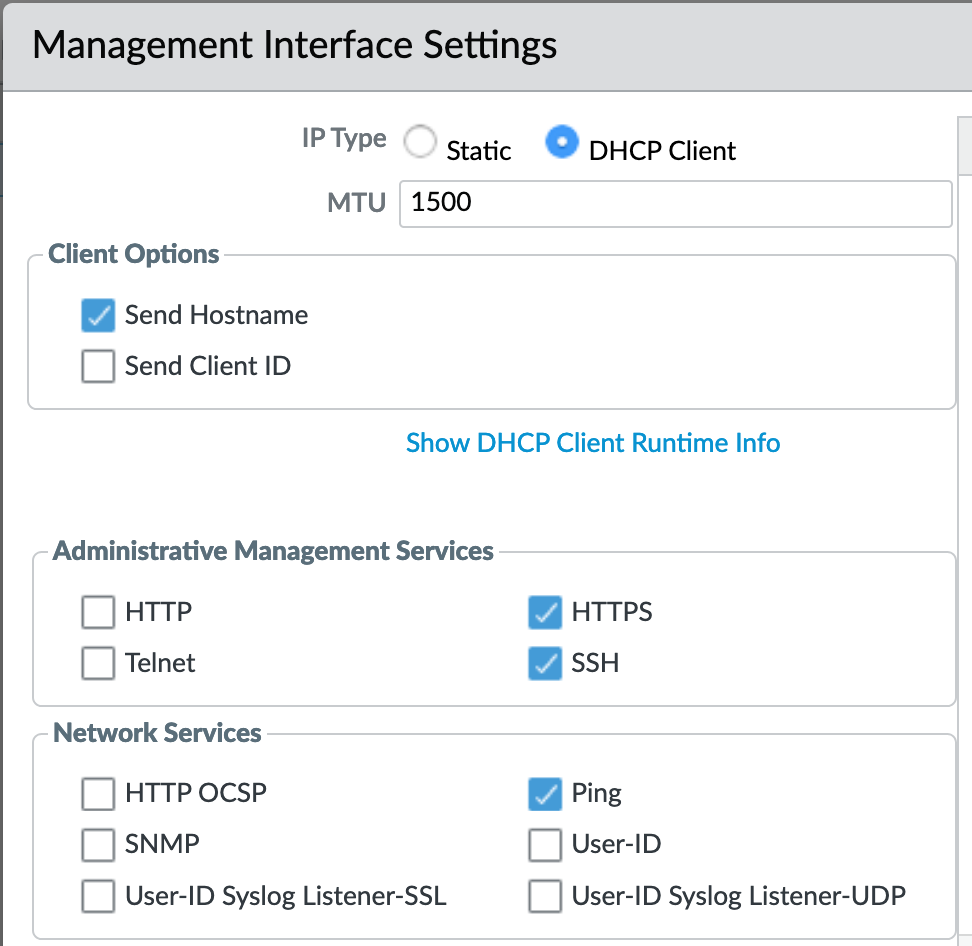 Management Interface Settings
IP Type Static DHCP Client
MTU 1500
Client Options
Send Hostname
Send Client ID
Show DHCP Client Runtime Info
Administrative Management Services
HTTP HTTPS
Telnet SSH
Network Services
HTTP OCSP Ping
SNMP User-ID
User-ID Syslog Listener-SSL User-ID Syslog Listener-UDP